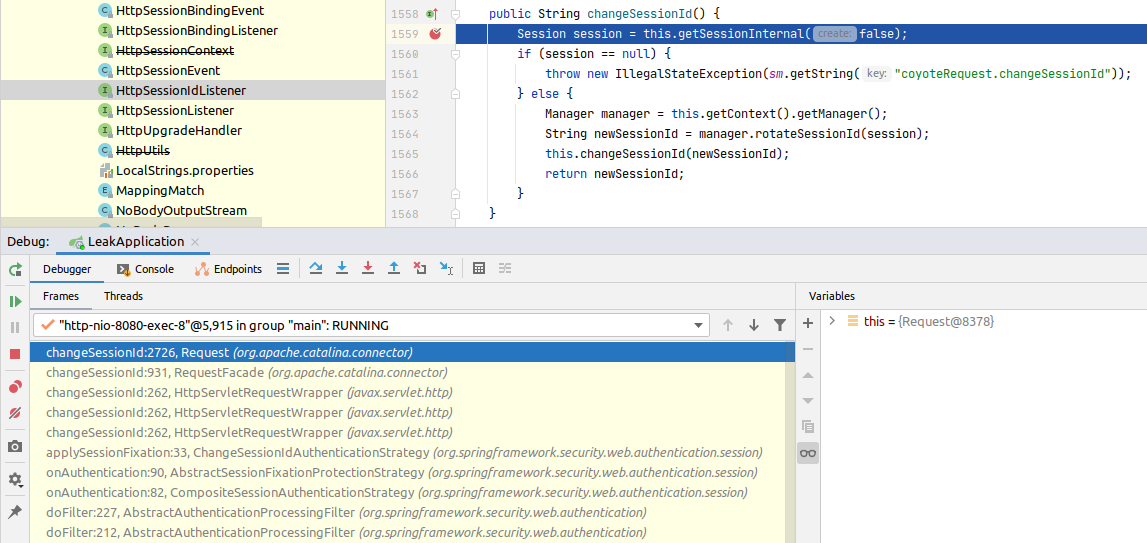 HttpSessionBindingEvent
HttpSessionBindingListener
HttpSessionContext
HttpSessionEvent
HttpSessionIdListener
HttpSessionListener
HttpUpgradeHandler
HttpUtils
LocalStrings.properties
MappingMatch
NoBodyOutputStream
1558 public String changeSessionId() {
1559 Session session = this.getSessionInternal( create: false);
1560 if (session == null) {
1561 throw new IllegalStateException(sm.getString( key: "coyoteRequest.changeSessionId"));
1562 } else {
1563 Manager manager = this.getContext().getManager();
1564 String newSessionId = manager.rotateSessionId(session);
1565 this.changeSessionId(newSessionId);
1566 return newSessionId;
1567 }
1568 }
Debug: LeakApplication
Debugger Console Endpoints
Frames Threads Variables
"http-nio-8080-exec-8"@5,915 in group "main": RUNNING
this = {Request@8378}
changeSessionId:2726, Request (org.apache.catalina.connector)
changeSessionId:931, RequestFacade (org.apache.catalina.connector)
changeSessionId:262, HttpServletRequestWrapper (javax.servlet.http)
changeSessionId:262, HttpServletRequestWrapper (javax.servlet.http)
changeSessionId:262, HttpServletRequestWrapper (javax.servlet.http)
applySessionFixation:33, ChangeSessionIdAuthenticationStrategy (org.springframework.security.web.authentication.session)
onAuthentication:90, AbstractSessionFixationProtectionStrategy (org.springframework.security.web.authentication.session)
onAuthentication:82, CompositeSessionAuthenticationStrategy (org.springframework.security.web.authentication.session)
doFilter:227, AbstractAuthenticationProcessingFilter (org.springframework.security.web.authentication)
doFilter:212, AbstractAuthenticationProcessingFilter (org.springframework.security.web.authentication)